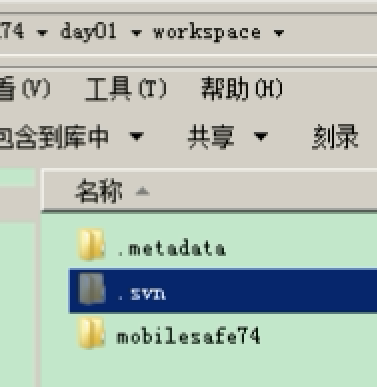 74 ▾ day01 ▾ workspace ▾
看(V) 工具(T) 帮助(H)
包含到库中 ▾ 共享 ▾ 刻录
名称
.metadata
.svn
mobilesafe74